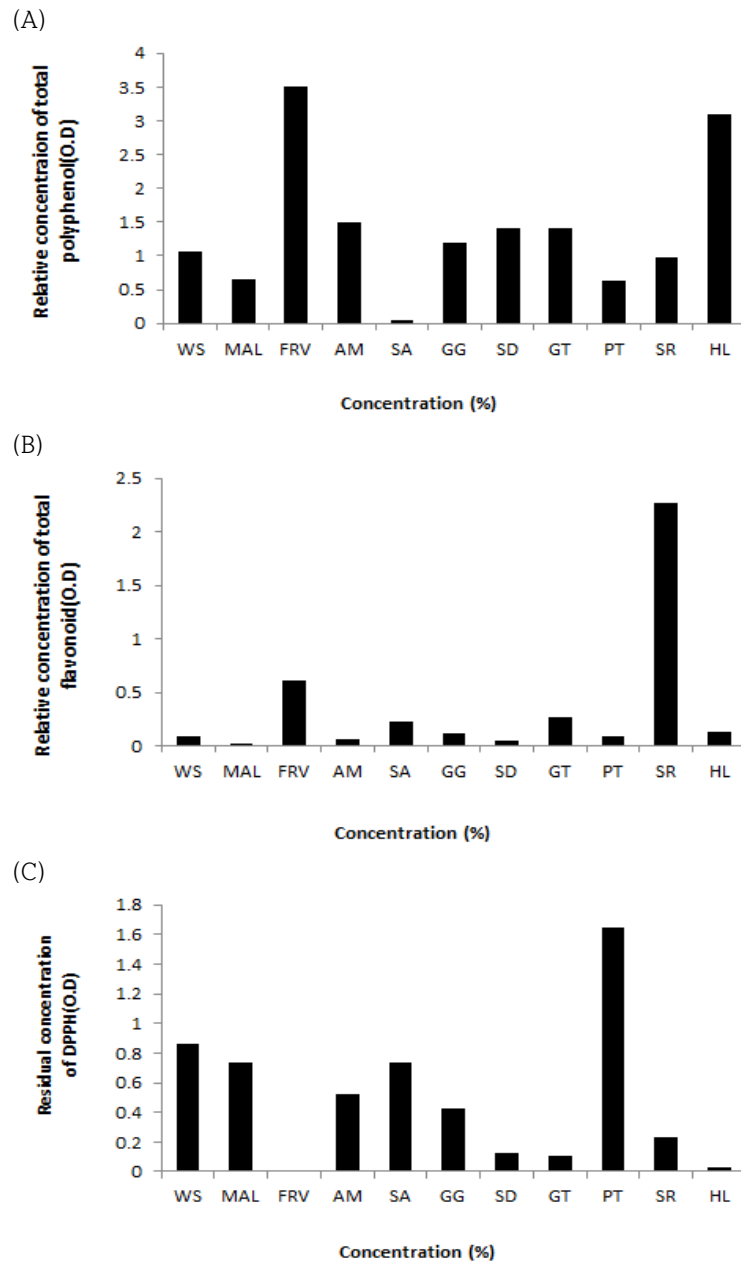 (A)
Relative concentraion of total
polyphenol(O.D)
4
3.5
3
2.5
2
1.5
1
0.5
0
WS MAL FRV AM SA GG SD GT PT SR HL
Concentration (%)
(B)
Relative concentration of total
flavonoid(O.D)
2.5
2
1.5
1
0.5
0
WS MAL FRV AM SA GG SD GT PT SR HL
Concentration (%)
(C)
Residual concentration
of DPPH(O.D)
1.8
1.6
1.4
1.2
1
0.8
0.6
0.4
0.2
0
WS MAL FRV AM SA GG SD GT PT SR HL
Concentration (%)